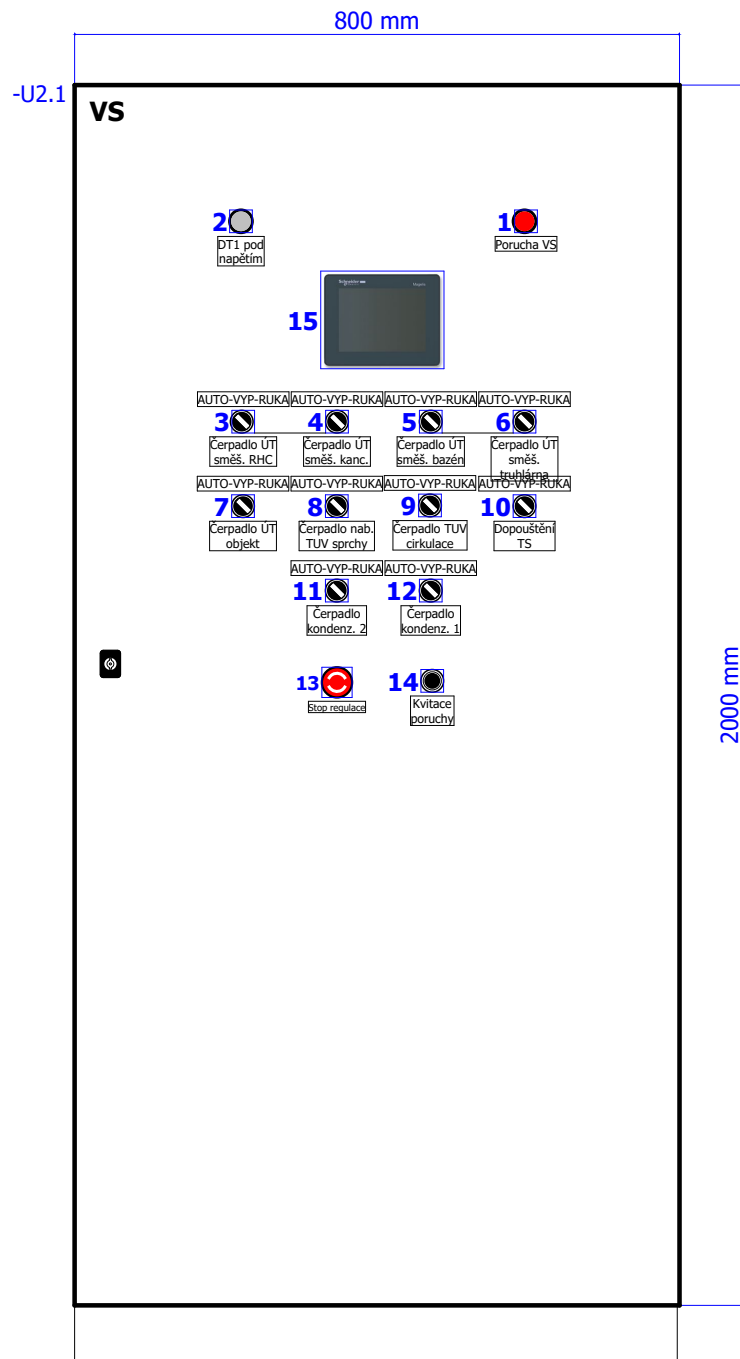 800 mm
-U2.1
VS
2
1
DT1 pod
napětím
Porucha VS
Schneider
Magelis
15
AUTO-VYP-RUKA AUTO-VYP-RUKA AUTO-VYP-RUKA AUTO-VYP-RUKA
3
4
5
6
Čerpadlo ÚT
směš. RHC
Čerpadlo ÚT
směš. kanc.
Čerpadlo ÚT
směš. bazén
Čerpadlo ÚT
směš.
truhlárna
AUTO-VYP-RUKA AUTO-VYP-RUKA AUTO-VYP-RUKA AUTO-VYP-RUKA
7
8
9
10
Čerpadlo ÚT
objekt
Čerpadlo nab.
TUV sprchy
Čerpadlo TUV
cirkulace
Dopouštění
TS
AUTO-VYP-RUKA AUTO-VYP-RUKA
11
12
Čerpadlo
kondenz. 2
Čerpadlo
kondenz. 1
13
14
Stop regulace
Kvitace
poruchy
2000 mm